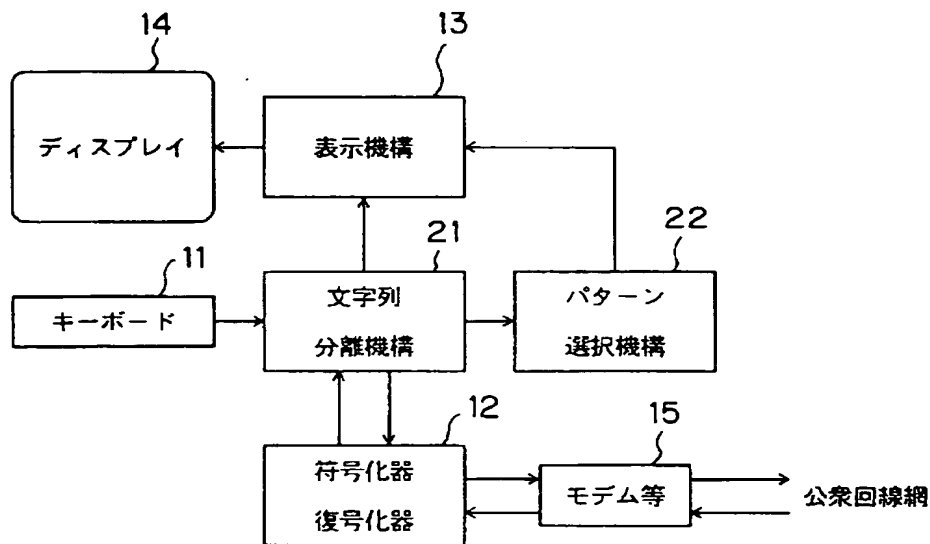 14
13
ディスプレイ
表示機構
11
21
22
キーボード
文字列
分離機構
パターン
選択機構
12
15
符号化器
復号化器
モデム等
公衆回線網